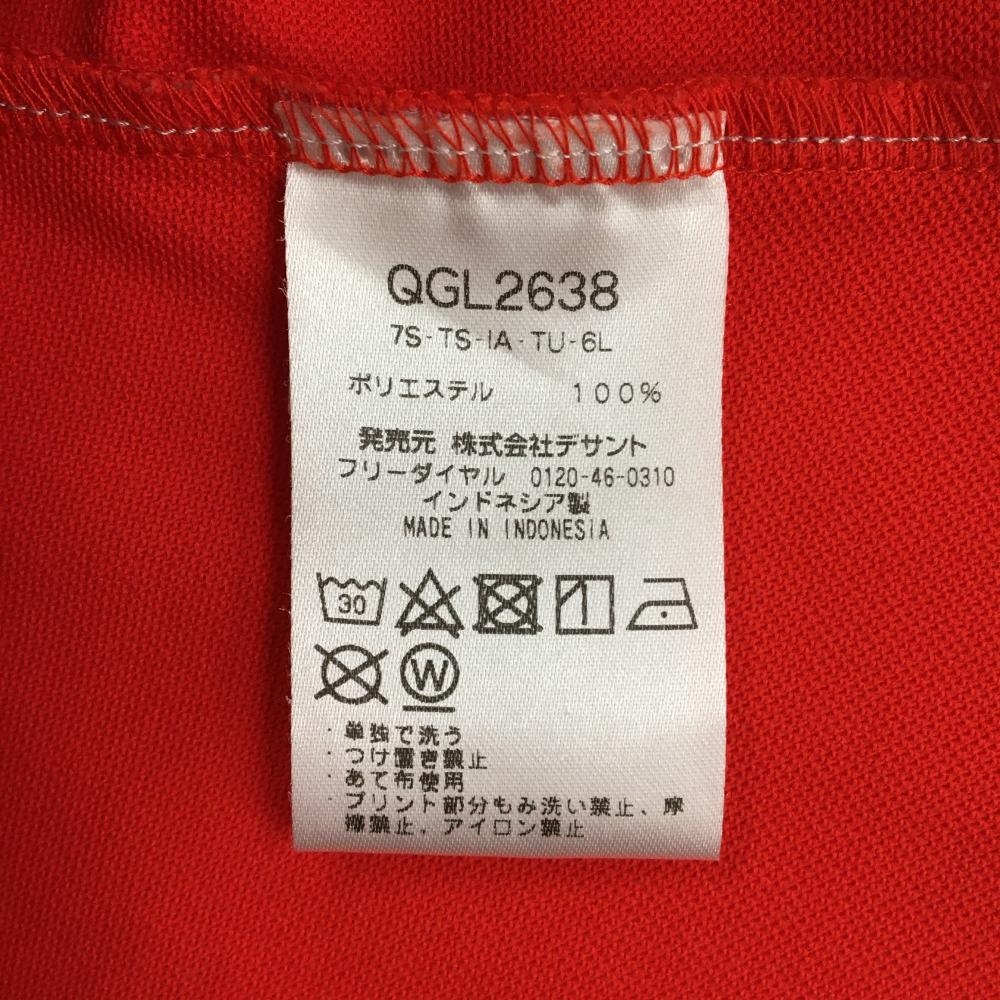 QGL2638
7S-TS-IA-TU-6L
ポリエステル 100%
発売元 株式会社デサント
フリーダイヤル 0120-46-0310
インドネシア製
MADE IN INDONESIA
30
W
・単独で洗う
・つけ置き禁止
・あて布使用
・プリント部分もみ洗い禁止、摩
擦禁止、アイロン禁止